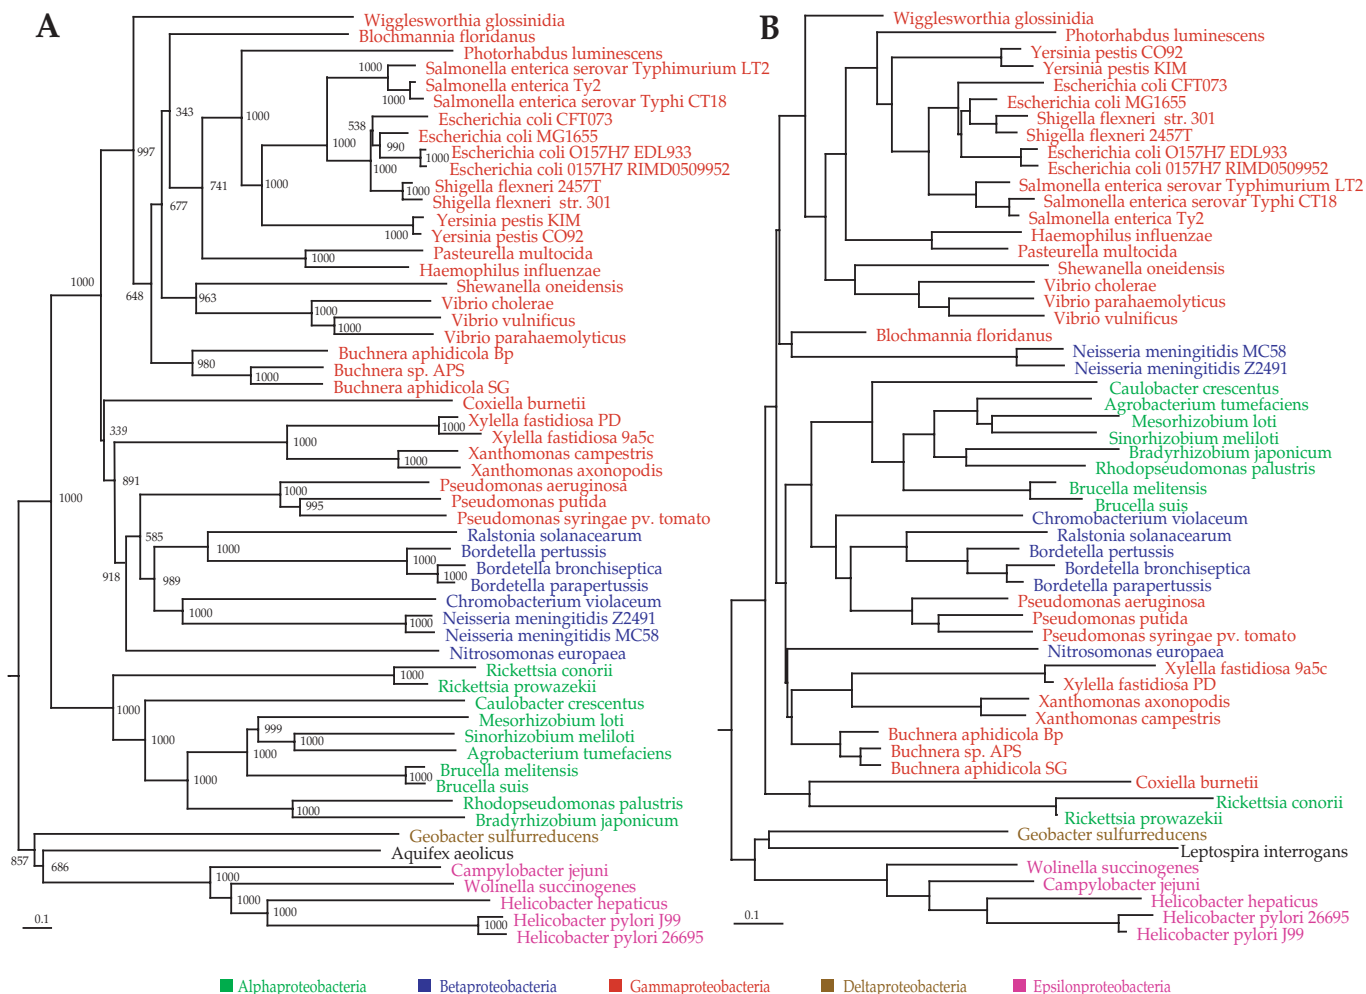 A
Wigglesworthia glossinidia
Blochmannia floridanus
Photorhabdus luminescens
1000
Salmonella enterica serovar Typhimurium LT2
Salmonella enterica Ty2
1000
Salmonella enterica serovar Typhi CT18
343
1000
Escherichia coli CFT073
538
Escherichia coli MG1655
1000
990
997
Escherichia coli O157H7 EDL933
1000
1000
Escherichia coli 0157H7 RIMD0509952
741
1000
Shigella flexneri 2457T
1000
Shigella flexneri str. 301
677
Yersinia pestis KIM
1000
Yersinia pestis CO92
Pasteurella multocida
1000
Haemophilus influenzae
1000
648
Shewanella oneidensis
963
Vibrio cholerae
1000
Vibrio vulnificus
1000
Vibrio parahaemolyticus
Buchnera aphidicola Bp
980
Buchnera sp. APS
1000
Buchnera aphidicola SG
Coxiella burnetii
339
Xylella fastidiosa PD
1000
Xylella fastidiosa 9a5c
1000
Xanthomonas campestris
1000
Xanthomonas axonopodis
891
Pseudomonas aeruginosa
1000
1000
Pseudomonas putida
995
Pseudomonas syringae pv. tomato
585
Ralstonia solanacearum
1000
Bordetella pertussis
1000
Bordetella bronchiseptica
1000
918
989
Bordetella parapertussis
Chromobacterium violaceum
1000
Neisseria meningitidis Z2491
1000
Neisseria meningitidis MC58
Nitrosomonas europaea
Rickettsia conorii
1000
Rickettsia prowazekii
Caulobacter crescentus
1000
Mesorhizobium loti
999
Sinorhizobium meliloti
1000
1000
1000
Agrobacterium tumefaciens
Brucella melitensis
1000
1000
Brucella suis
Rhodopseudomonas palustris
1000
Bradyrhizobium japonicum
Geobacter sulfurreducens
857
686
Aquifex aeolicus
Campylobacter jejuni
1000
Wolinella succinogenes
1000
Helicobacter hepaticus
1000
Helicobacter pylori J99
1000
Helicobacter pylori 26695
0.1
B
Wigglesworthia glossinidia
Photorhabdus luminescens
Yersinia pestis CO92
Yersinia pestis KIM
Escherichia coli CFT073
Escherichia coli MG1655
Shigella flexneri str. 301
Shigella flexneri 2457T
Escherichia coli O157H7 EDL933
Escherichia coli 0157H7 RIMD0509952
Salmonella enterica serovar Typhimurium LT2
Salmonella enterica serovar Typhi CT18
Salmonella enterica Ty2
Haemophilus influenzae
Pasteurella multocida
Shewanella oneidensis
Vibrio cholerae
Vibrio parahaemolyticus
Vibrio vulnificus
Blochmannia floridanus
Neisseria meningitidis MC58
Neisseria meningitidis Z2491
Caulobacter crescentus
Agrobacterium tumefaciens
Mesorhizobium loti
Sinorhizobium meliloti
Bradyrhizobium japonicum
Rhodopseudomonas palustris
Brucella melitensis
Brucella suis
Chromobacterium violaceum
Ralstonia solanacearum
Bordetella pertussis
Bordetella bronchiseptica
Bordetella parapertussis
Pseudomonas aeruginosa
Pseudomonas putida
Pseudomonas syringae pv. tomato
Nitrosomonas europaea
Xylella fastidiosa 9a5c
Xylella fastidiosa PD
Xanthomonas axonopodis
Xanthomonas campestris
Buchnera aphidicola Bp
Buchnera sp. APS
Buchnera aphidicola SG
Coxiella burnetii
Rickettsia conorii
Rickettsia prowazekii
Geobacter sulfurreducens
Leptospira interrogans
Wolinella succinogenes
Campylobacter jejuni
Helicobacter hepaticus
Helicobacter pylori 26695
Helicobacter pylori J99
0.1
Alphaproteobacteria
Betaproteobacteria
Gammaproteobacteria
Deltaproteobacteria
Epsilonproteobacteria